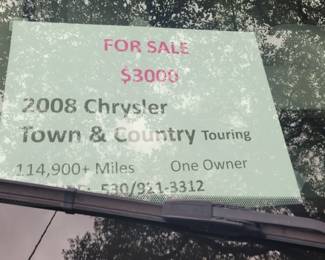 FOR SALE
$3000
2008 Chrysler
Town & Country Touring
114,900+ Miles One Owner
530/921-3312